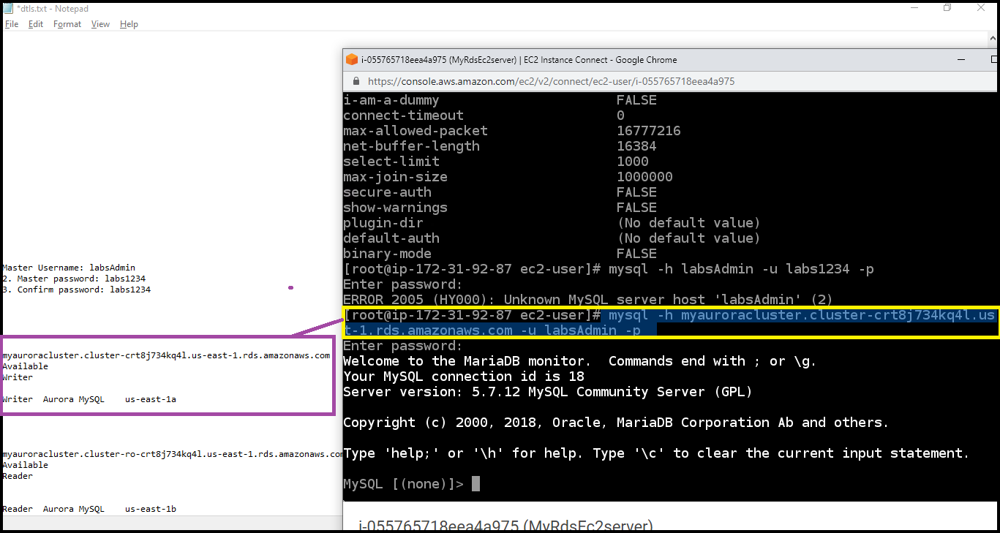 *dtls.txt - Notepad
File Edit Format View Help
Master Username: labsAdmin
2. Master password: labs1234
3. Confirm password: labs1234
myauroracluster.cluster-crt8j734kq4l.us-east-1.rds.amazonaws.com
Available
Writer
Writer Aurora MySQL us-east-1a
myauroracluster.cluster-ro-crt8j734kq4l.us-east-1.rds.amazonaws.com
Available
Reader
Reader Aurora MySQL us-east-1b
i-055765718eea4a975 (MyRdsEc2server) | EC2 Instance Connect - Google Chrome
https://console.aws.amazon.com/ec2/v2/connect/ec2-user/i-055765718eea4a975
i-am-a-dummy FALSE
connect-timeout 0
max-allowed-packet 16777216
net-buffer-length 16384
select-limit 1000
max-join-size 1000000
secure-auth FALSE
show-warnings FALSE
plugin-dir (No default value)
default-auth (No default value)
binary-mode FALSE
[root@ip-172-31-92-87 ec2-user]# mysql -h labsAdmin -u labs1234 -p
Enter password:
ERROR 2005 (HY000): Unknown MySQL server host 'labsAdmin' (2)
[root@ip-172-31-92-87 ec2-user]# mysql -h myauroracluster.cluster-crt8j734kq4l.us
t-1.rds.amazonaws.com -u labsAdmin -p
Enter password:
Welcome to the MariaDB monitor.  Commands end with ; or \g.
Your MySQL connection id is 18
Server version: 5.7.12 MySQL Community Server (GPL)
Copyright (c) 2000, 2018, Oracle, MariaDB Corporation Ab and others.
Type 'help;' or '\h' for help. Type '\c' to clear the current input statement.
MySQL [(none)]>
i-055765718eea4a975 (MyRdsEc2server)